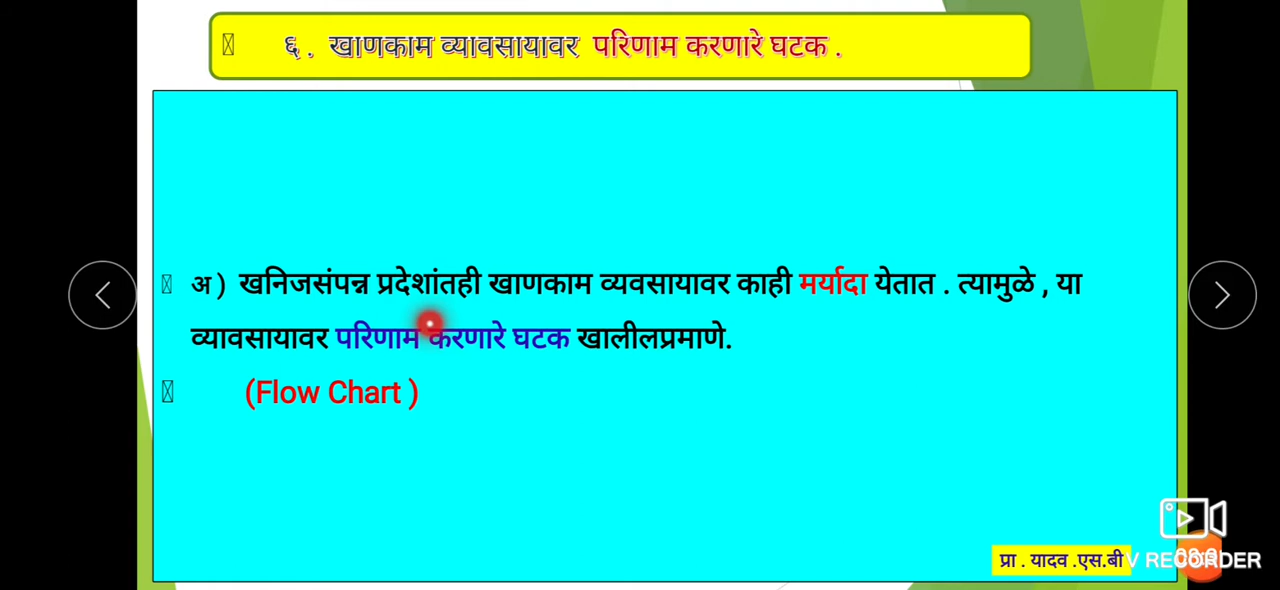 ६ . खाणकाम व्यावसायावर परिणाम करणारे घटक .
अ ) खनिजसंपन्न प्रदेशांतही खाणकाम व्यवसायावर काही मर्यादा येतात . त्यामुळे , या
व्यावसायावर परिणाम करणारे घटक खालीलप्रमाणे.
(Flow Chart )
प्रा . यादव .एस.बी
V RECORDER